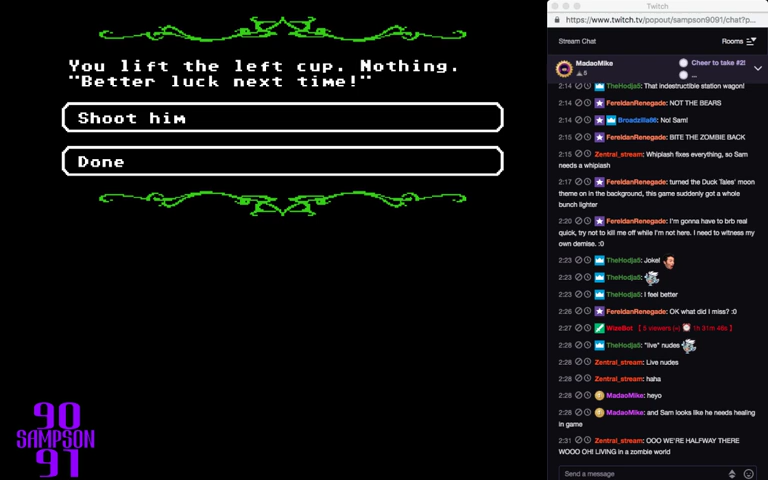 You lift the left cup. Nothing.
"Better luck next time!"
Shoot him
Done
90
SAMPSON
91
Twitch
https://www.twitch.tv/popout/sampson9091/chat?p...
Stream Chat
Rooms
MadaoMike
6
Cheer to take #2!
...
2:14 TheHodja5: That indestructible station wagon!
2:14 FereldanRenegade: NOT THE BEARS
2:14 Broadzilla86: No! Sam!
2:15 FereldanRenegade: BITE THE ZOMBIE BACK
2:15 Zentral_stream: Whiplash fixes everything, so Sam
needs a whiplash
2:17 FereldanRenegade: turned the Duck Tales' moon
theme on in the background, this game suddenly got a whole
bunch lighter
2:20 FereldanRenegade: I'm gonna have to brb real
quick, try not to kill me off while I'm not here. I need to witness my
own demise. :0
2:23 TheHodja5: Joke!
2:23 TheHodja5:
2:23 TheHodja5: I feel better
2:26 FereldanRenegade: OK what did I miss? :0
2:27 WizeBot [ 5 viewers (=) 1h 31m 46s ]
2:28 TheHodja5: "live" nudes
2:28 Zentral_stream: Live nudes
2:28 Zentral_stream: haha
2:28 MadaoMike: heyo
2:28 MadaoMike: and Sam looks like he needs healing
in game
2:31 Zentral_stream: OOO WE'RE HALFWAY THERE
WOOO OH! LIVING in a zombie world
Send a message